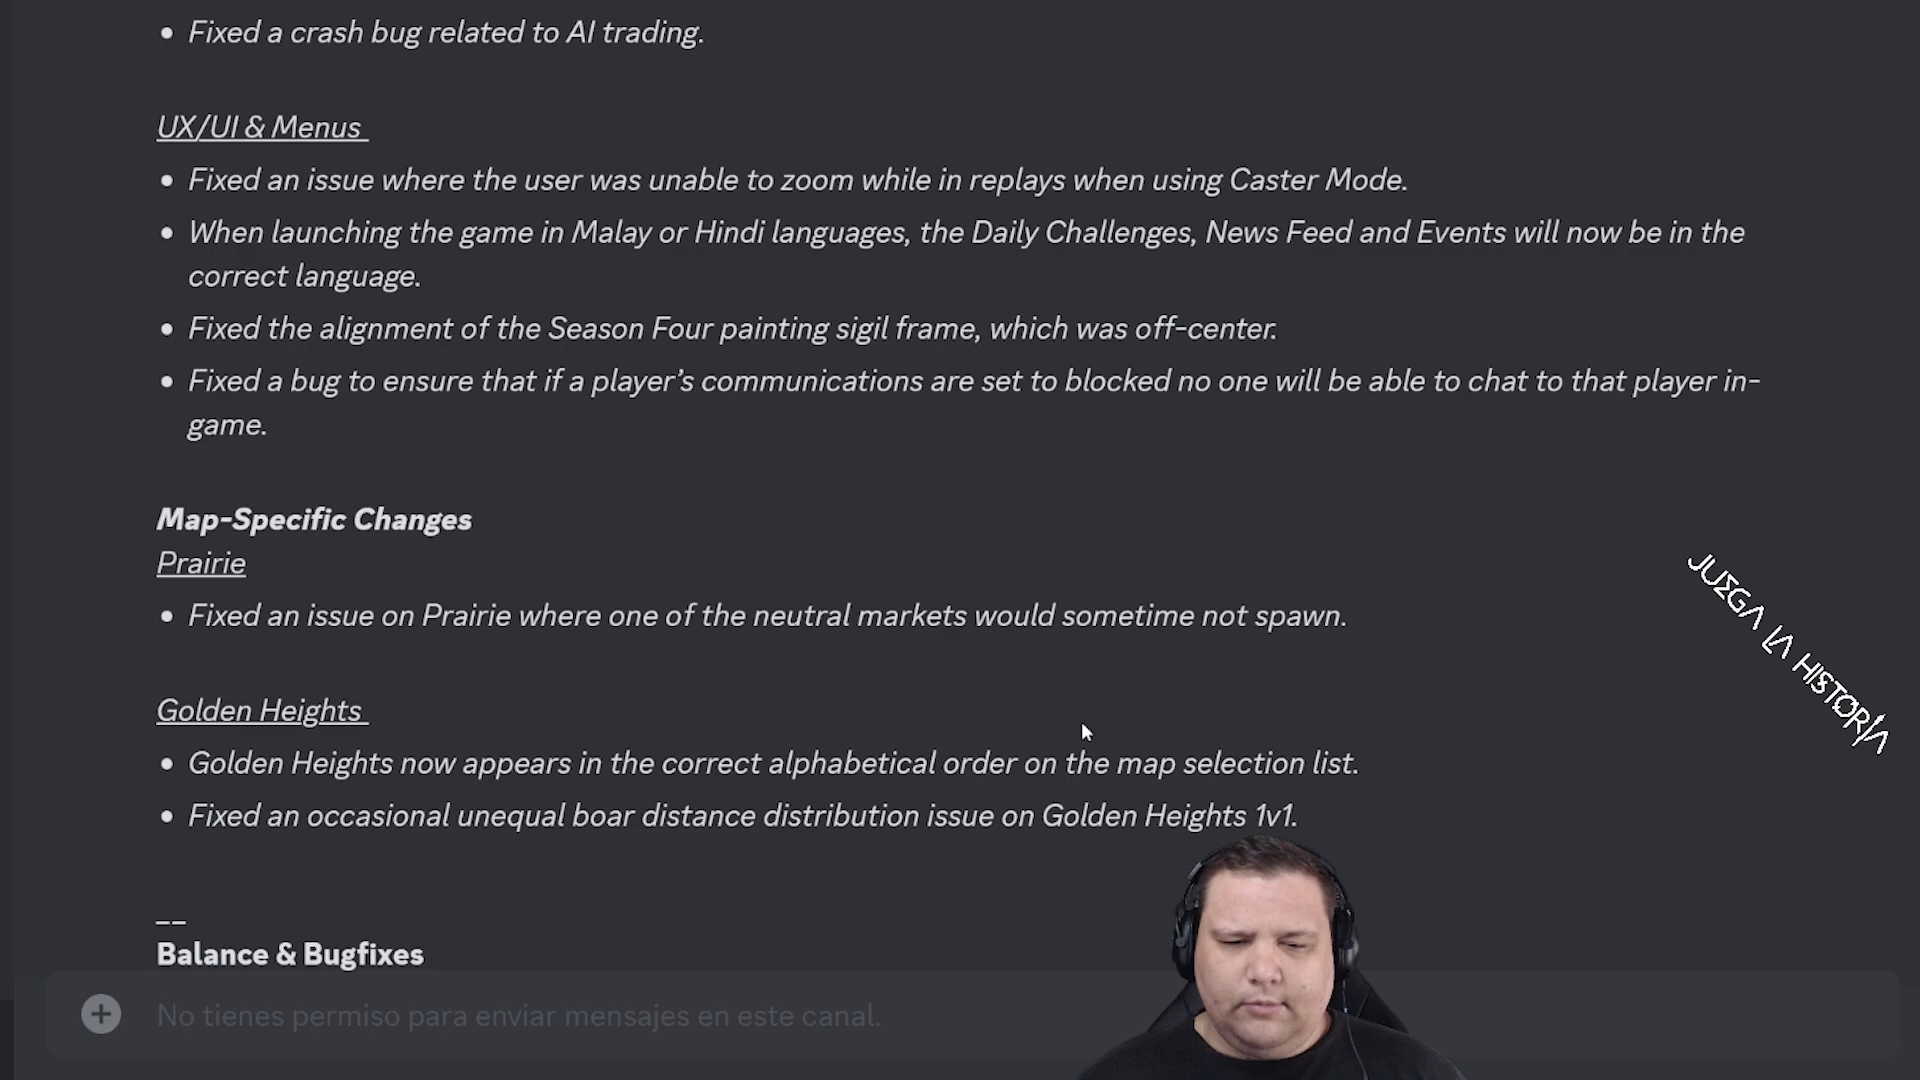 • Fixed a crash bug related to AI trading.
UX/UI & Menus
• Fixed an issue where the user was unable to zoom while in replays when using Caster Mode.
• When launching the game in Malay or Hindi languages, the Daily Challenges, News Feed and Events will now be in the
correct language.
• Fixed the alignment of the Season Four painting sigil frame, which was off-center.
• Fixed a bug to ensure that if a player’s communications are set to blocked no one will be able to chat to that player in-
game.
Map-Specific Changes
Prairie
• Fixed an issue on Prairie where one of the neutral markets would sometime not spawn.
JUEGA LA HISTORIA
Golden Heights
• Golden Heights now appears in the correct alphabetical order on the map selection list.
• Fixed an occasional unequal boar distance distribution issue on Golden Heights 1v1.
__
Balance & Bugfixes
No tienes permiso para enviar mensajes en este canal.